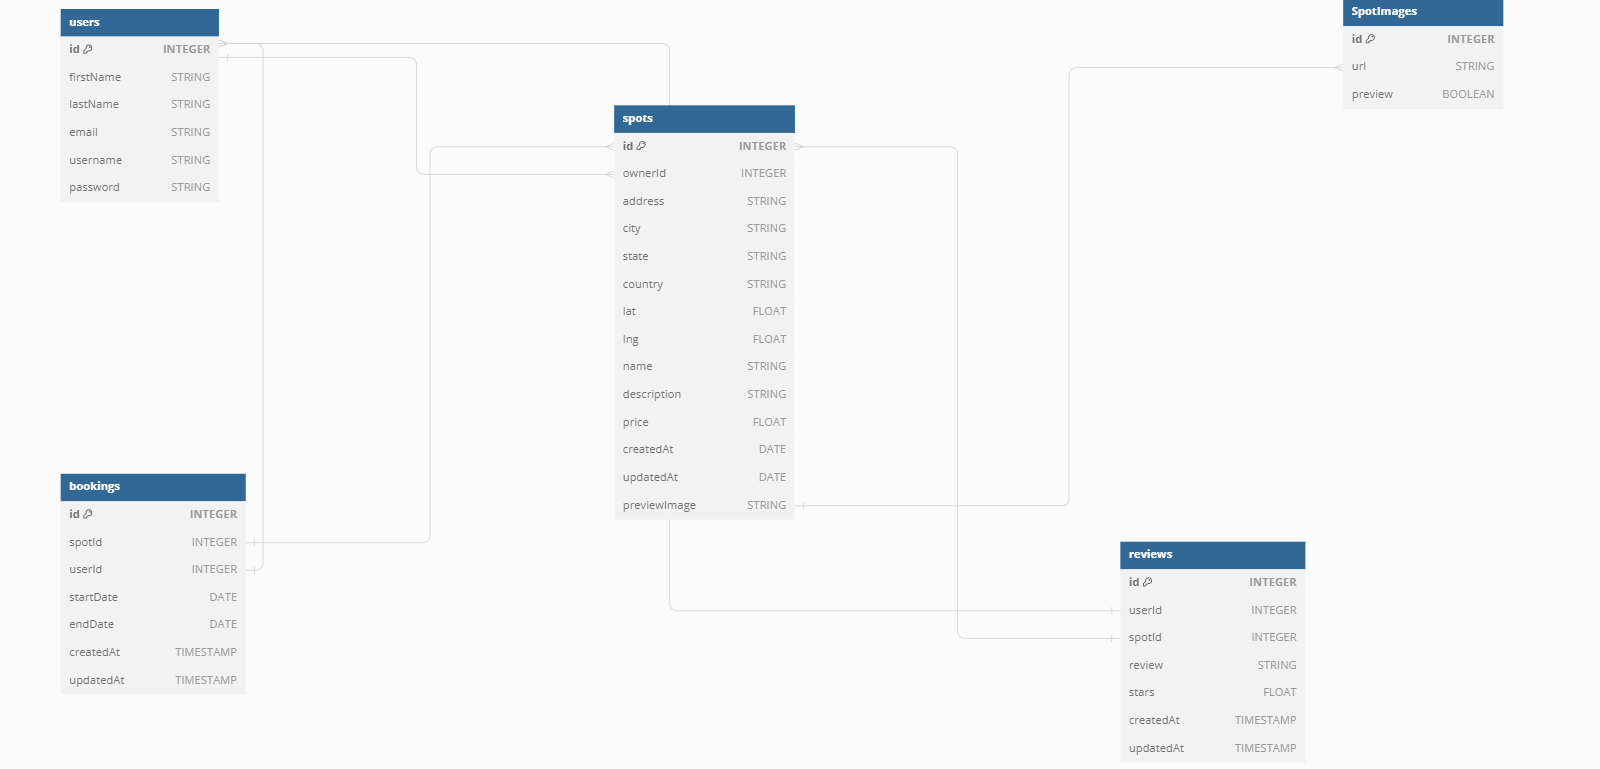 users
id INTEGER
firstName STRING
lastName STRING
email STRING
username STRING
password STRING
SpotImages
id INTEGER
url STRING
preview BOOLEAN
spots
id INTEGER
ownerId INTEGER
address STRING
city STRING
state STRING
country STRING
lat FLOAT
lng FLOAT
name STRING
description STRING
price FLOAT
createdAt DATE
updatedAt DATE
previewImage STRING
bookings
id INTEGER
spotId INTEGER
userId INTEGER
startDate DATE
endDate DATE
createdAt TIMESTAMP
updatedAt TIMESTAMP
reviews
id INTEGER
userId INTEGER
spotId INTEGER
review STRING
stars FLOAT
createdAt TIMESTAMP
updatedAt TIMESTAMP